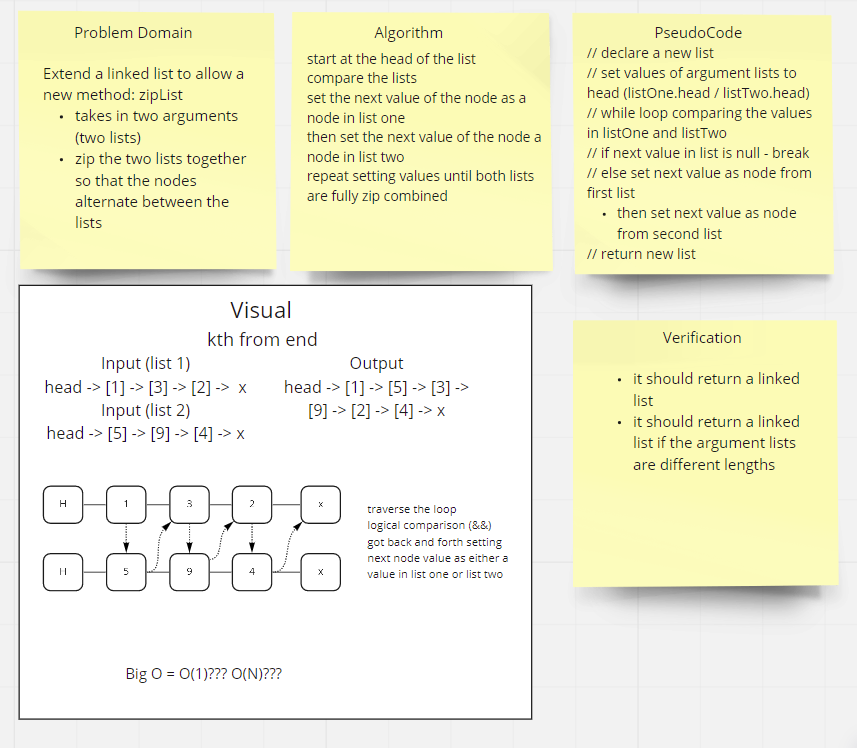 Problem Domain
Extend a linked list to allow a
new method: zipList
• takes in two arguments
(two lists)
• zip the two lists together
so that the nodes
alternate between the
lists
Algorithm
start at the head of the list
compare the lists
set the next value of the node as a
node in list one
then set the next value of the node a
node in list two
repeat setting values until both lists
are fully zip combined
PseudoCode
// declare a new list
// set values of argument lists to
head (listOne.head / listTwo.head)
// while loop comparing the values
in listOne and listTwo
// if next value in list is null - break
// else set next value as node from
first list
• then set next value as node
from second list
// return new list
Visual
kth from end
Input (list 1)
head -> [1] -> [3] -> [2] -> x
Input (list 2)
head -> [5] -> [9] -> [4] -> x
Output
head -> [1] -> [5] -> [3] ->
[9] -> [2] -> [4] -> x
H 1 3 2 x
H 5 9 4 x
traverse the loop
logical comparison (&&)
got back and forth setting
next node value as either a
value in list one or list two
Big O = O(1)??? O(N)???
Verification
• it should return a linked
list
• it should return a linked
list if the argument lists
are different lengths